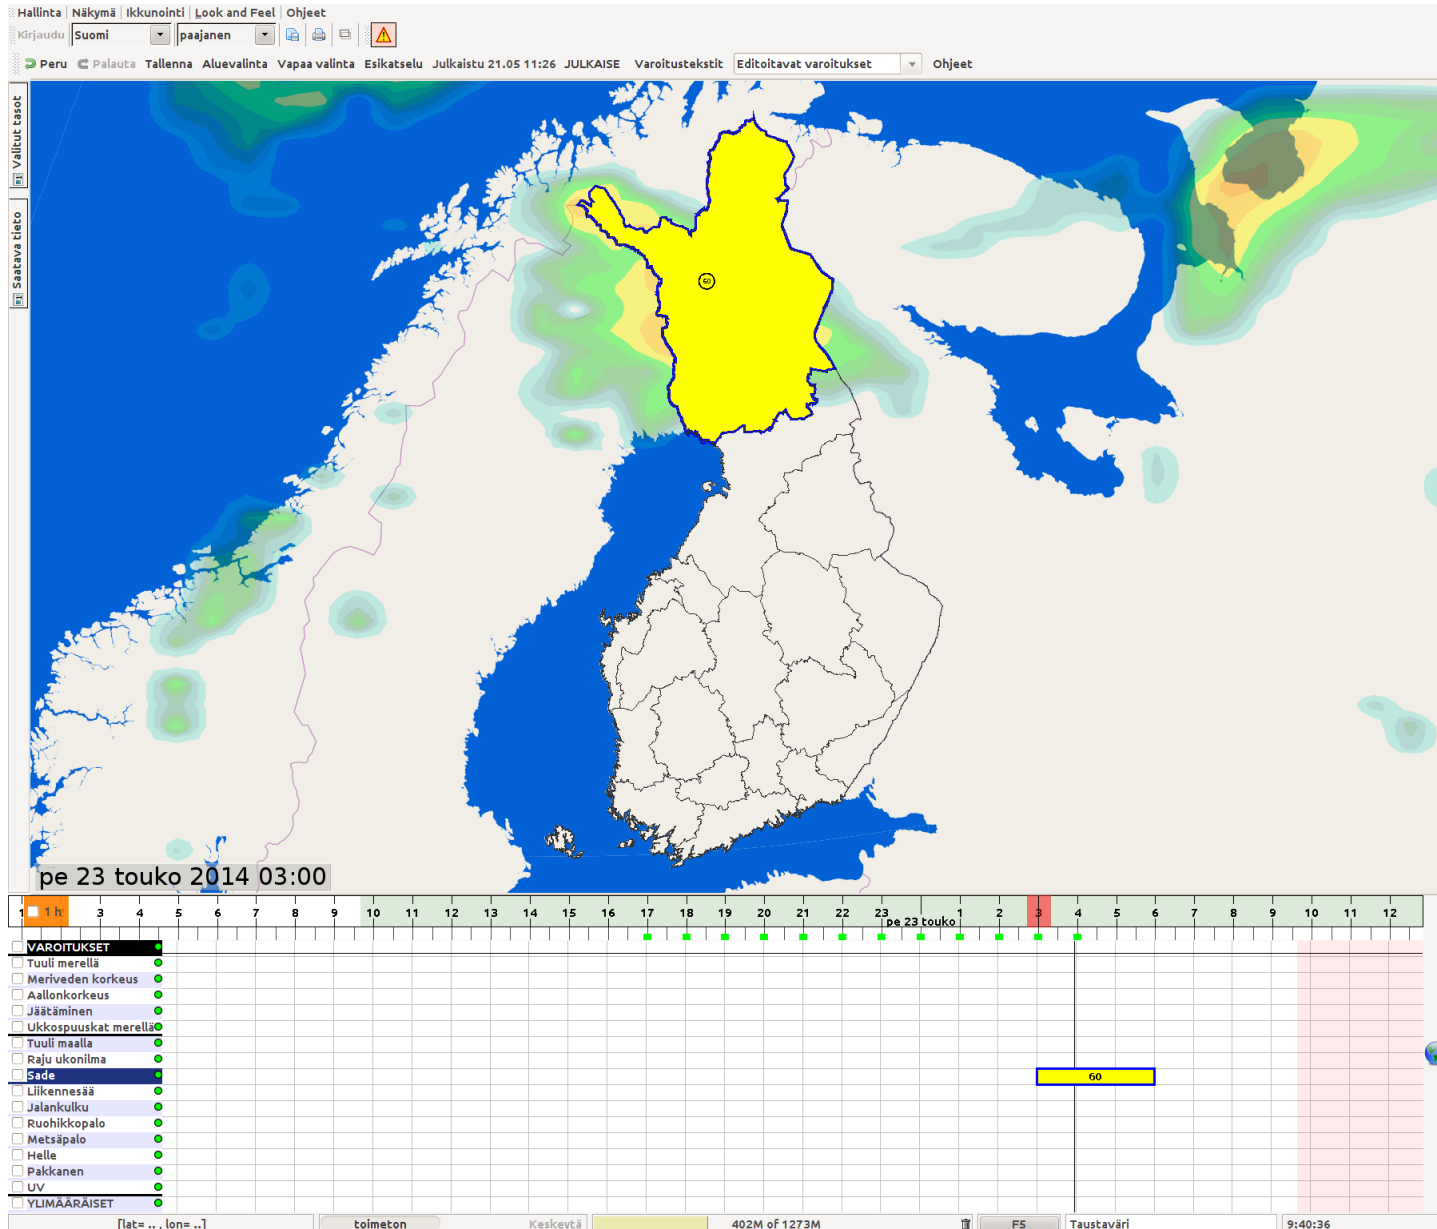 Hallinta Näkymä Ikkunointi Look and Feel Ohjeet
Kirjaudu Suomi paajanen
Peru Palauta Tallenna Aluevalinta Vapaa valinta Esikatselu Julkaistu 21.05 11:26 JULKAISE Varoitustekstit Editoitavat varoitukset Ohjeet
Valitut tasot
Saatava tieto
60
pe 23 touko 2014 03:00
1 1 h: 3 4 5 6 7 8 9 10 11 12 13 14 15 16 17 18 19 20 21 22 23 pe 23 touko 1 2 3 4 5 6 7 8 9 10 11 12
VAROITUKSET
Tuuli merellä
Meriveden korkeus
Aallonkorkeus
Jäätäminen
Ukkospuuskat merellä
Tuuli maalla
Raju ukonilma
Sade 60
Liikennesää
Jalankulku
Ruohikkopalo
Metsäpalo
Helle
Pakkanen
UV
YLIMÄÄRÄISET
[lat= .. , lon= ..] toimeton Keskeytä 402M of 1273M F5 Taustaväri 9:40:36